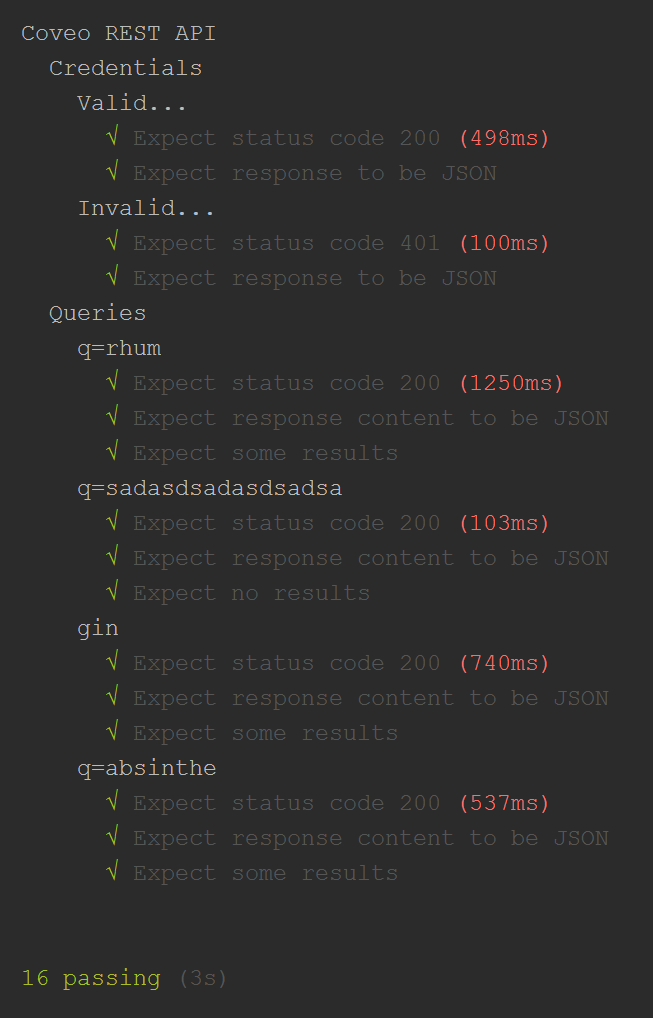 Coveo REST API
Credentials
Valid...
√ Expect status code 200 (498ms)
√ Expect response to be JSON
Invalid...
√ Expect status code 401 (100ms)
√ Expect response to be JSON
Queries
q=rhum
√ Expect status code 200 (1250ms)
√ Expect response content to be JSON
√ Expect some results
q=sadasdsadasdsadsa
√ Expect status code 200 (103ms)
√ Expect response content to be JSON
√ Expect no results
gin
√ Expect status code 200 (740ms)
√ Expect response content to be JSON
√ Expect some results
q=absinthe
√ Expect status code 200 (537ms)
√ Expect response content to be JSON
√ Expect some results
16 passing (3s)